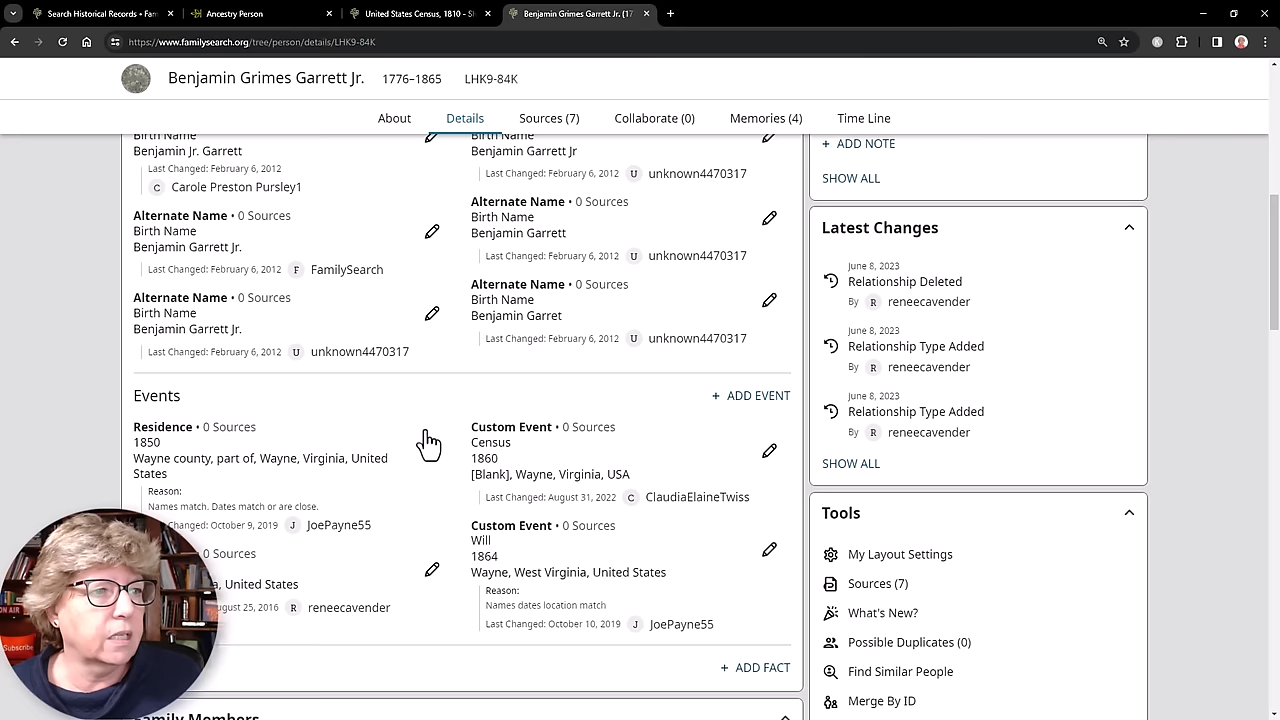 Search Historical Records • Fam
Ancestry Person
United States Census, 1810 - S
Benjamin Grimes Garrett Jr. (17
https://www.familysearch.org/tree/person/details/LHK9-84K
Benjamin Grimes Garrett Jr.
1776–1865
LHK9-84K
About
Details
Sources (7)
Collaborate (0)
Memories (4)
Time Line
Birth Name
Benjamin Jr. Garrett
Last Changed: February 6, 2012
C Carole Preston Pursley1
Birth Name
Benjamin Garrett Jr
Last Changed: February 6, 2012 U unknown4470317
Alternate Name • 0 Sources
Birth Name
Benjamin Garrett Jr.
Last Changed: February 6, 2012 F FamilySearch
Alternate Name • 0 Sources
Birth Name
Benjamin Garrett
Last Changed: February 6, 2012 U unknown4470317
Alternate Name • 0 Sources
Birth Name
Benjamin Garrett Jr.
Last Changed: February 6, 2012 U unknown4470317
Alternate Name • 0 Sources
Birth Name
Benjamin Garret
Last Changed: February 6, 2012 U unknown4470317
Events
+ ADD EVENT
Residence • 0 Sources
1850
Wayne county, part of, Wayne, Virginia, United
States
Reason:
Names match. Dates match or are close.
Changed: October 9, 2019 J JoePayne55
Custom Event • 0 Sources
Census
1860
[Blank], Wayne, Virginia, USA
Last Changed: August 31, 2022 C ClaudiaElaineTwiss
0 Sources
a, United States
ugust 25, 2016 R reneecavender
Custom Event • 0 Sources
Will
1864
Wayne, West Virginia, United States
Reason:
Names dates location match
Last Changed: October 10, 2019 J JoePayne55
+ ADD FACT
Family Members
+ ADD NOTE
SHOW ALL
Latest Changes
June 8, 2023
Relationship Deleted
By R reneecavender
June 8, 2023
Relationship Type Added
By R reneecavender
June 8, 2023
Relationship Type Added
By R reneecavender
SHOW ALL
Tools
My Layout Settings
Sources (7)
What's New?
Possible Duplicates (0)
Find Similar People
Merge By ID
ON AIR
Subscribe